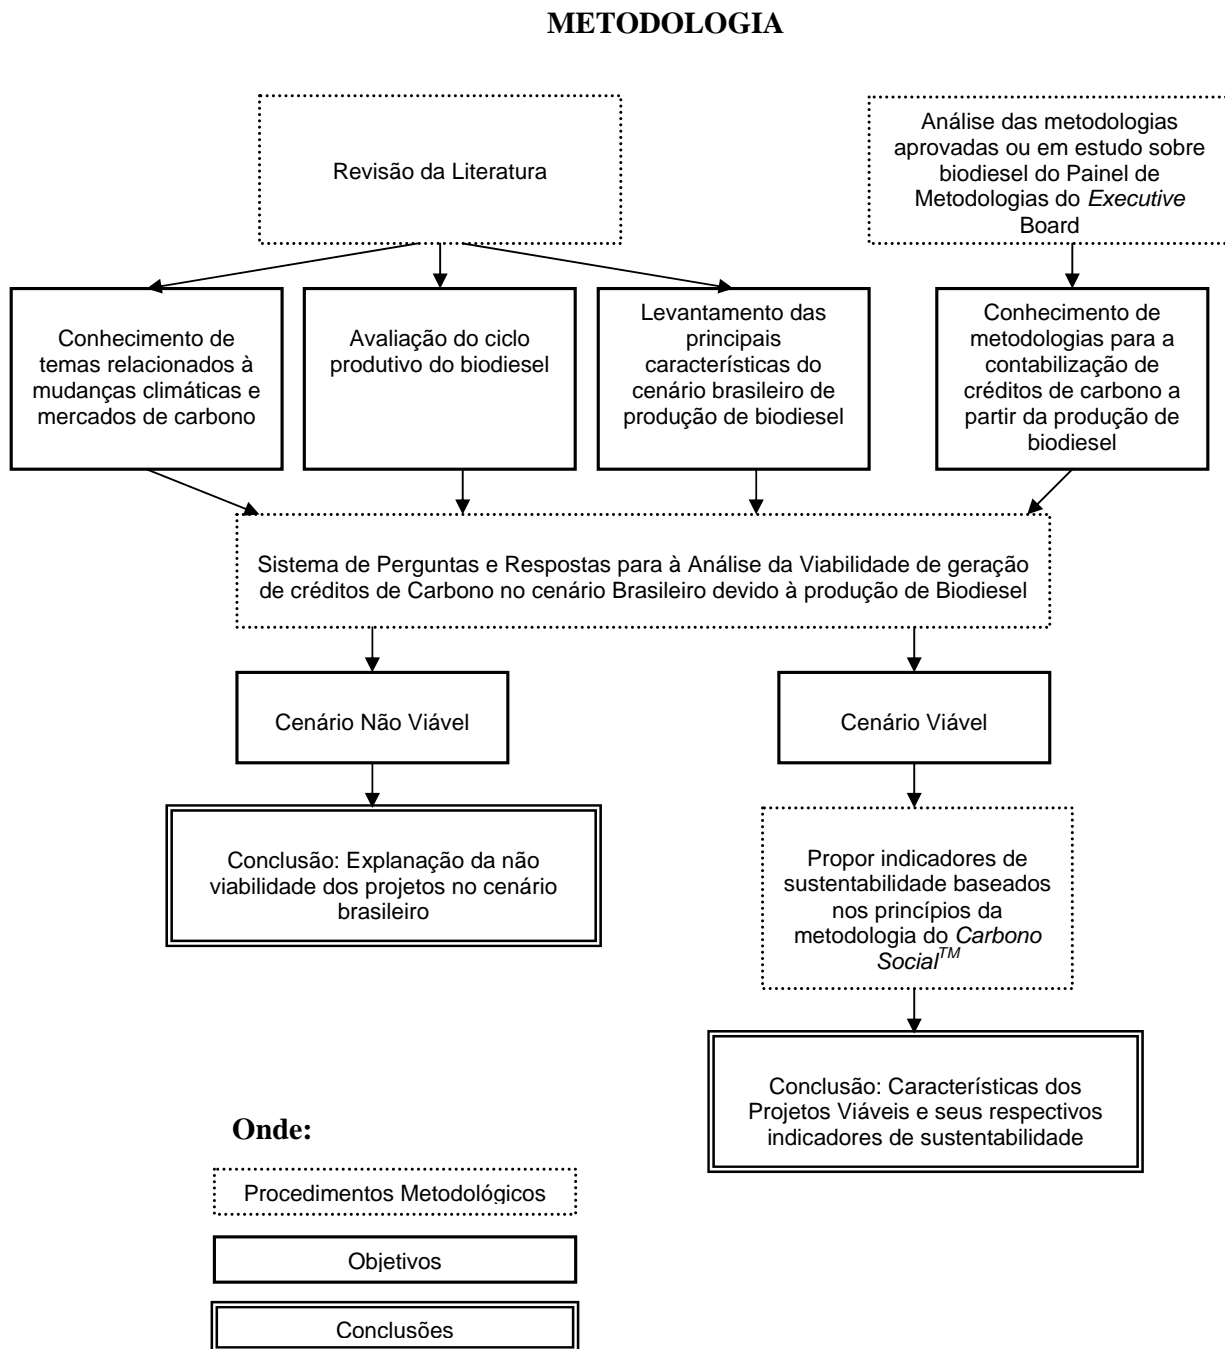 METODOLOGIA
Revisão da Literatura
Análise das metodologias
aprovadas ou em estudo sobre
biodiesel do Painel de
Metodologias do Executive
Board
Conhecimento de
temas relacionados à
mudanças climáticas e
mercados de carbono
Avaliação do ciclo
produtivo do biodiesel
Levantamento das
principais
características do
cenário brasileiro de
produção de biodiesel
Conhecimento de
metodologias para a
contabilização de
créditos de carbono a
partir da produção de
biodiesel
Sistema de Perguntas e Respostas para à Análise da Viabilidade de geração
de créditos de Carbono no cenário Brasileiro devido à produção de Biodiesel
Cenário Não Viável
Cenário Viável
Conclusão: Explanação da não
viabilidade dos projetos no cenário
brasileiro
Propor indicadores de
sustentabilidade baseados
nos princípios da
metodologia do Carbono
Social™
Conclusão: Características dos
Projetos Viáveis e seus respectivos
indicadores de sustentabilidade
Onde:
Procedimentos Metodológicos
Objetivos
Conclusões